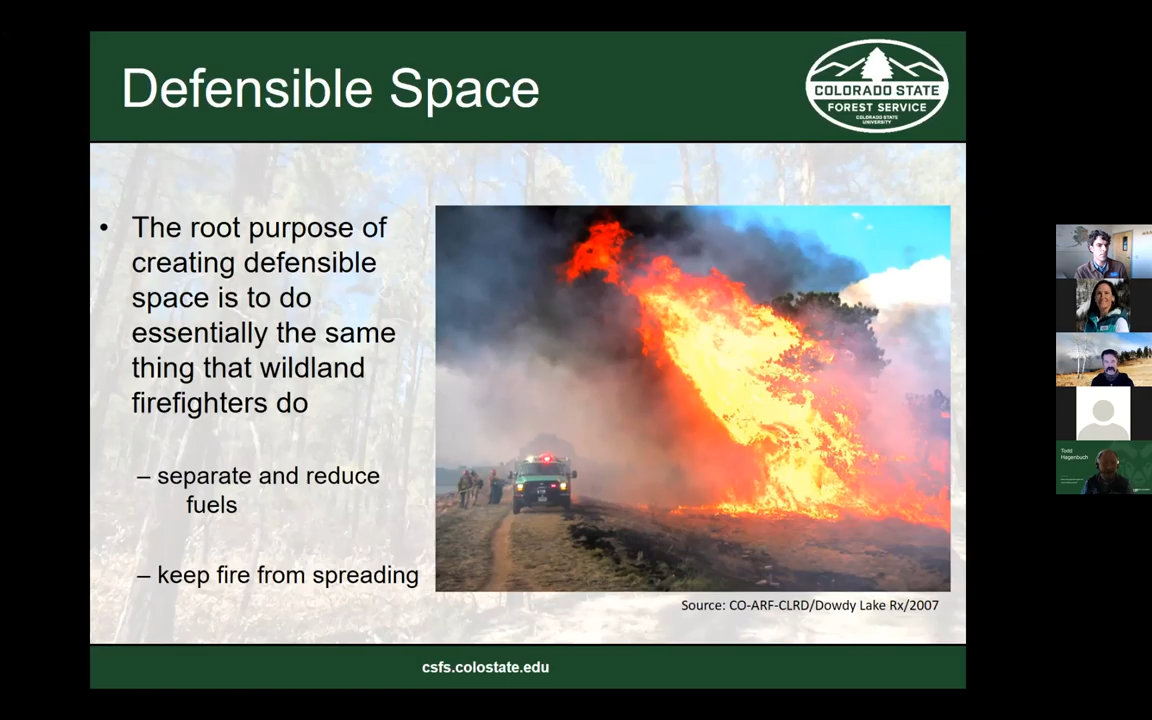 Defensible Space
COLORADO STATE
FOREST SERVICE
COLORADO STATE
UNIVERSITY
• The root purpose of
creating defensible
space is to do
essentially the same
thing that wildland
firefighters do
– separate and reduce
fuels
– keep fire from spreading
Source: CO-ARF-CLRD/Dowdy Lake Rx/2007
csfs.colostate.edu
Todd
Hagenbuch